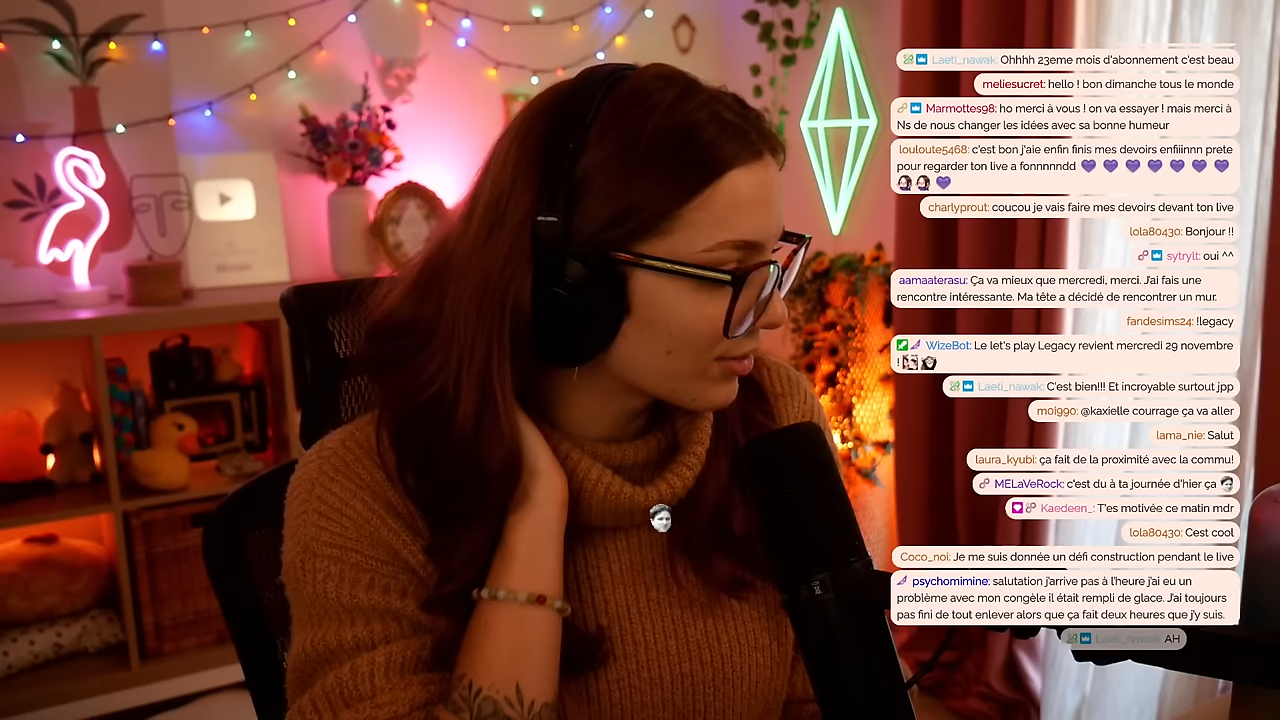 Laeti_nawak: Ohhhh 23eme mois d'abonnement c'est beau
meliesucret: hello ! bon dimanche tous le monde
Marmottes98: ho merci à vous ! on va essayer ! mais merci à
Ns de nous changer les idées avec sa bonne humeur
louloute5468: c'est bon j'aie enfin finis mes devoirs enfiiinnn prete
pour regarder ton live a fonnnnndd
charlyprout: coucou je vais faire mes devoirs devant ton live
lola80430: Bonjour !!
sytrylt: oui ^^
aamaaterasu: Ça va mieux que mercredi, merci. J'ai fais une
rencontre intéressante. Ma tête a décidé de rencontrer un mur.
fandesims24: !legacy
WizeBot: Le let's play Legacy revient mercredi 29 novembre
!
Laeti_nawak: C'est bien!!! Et incroyable surtout jpp
m0i990: @kaxielle courrage ça va aller
lama_nie: Salut
laura_kyubi: ça fait de la proximité avec la commu!
MELaVeRock: c'est du à ta journée d'hier ça
Kaedeen_: T'es motivée ce matin mdr
lola80430: Cest cool
Coco_noi: Je me suis donnée un défi construction pendant le live
psychomimine: salutation j'arrive pas à l'heure j'ai eu un
problème avec mon congèle il était rempli de glace. J'ai toujours
pas fini de tout enlever alors que ça fait deux heures que j'y suis.
Laeti_nawak: AH